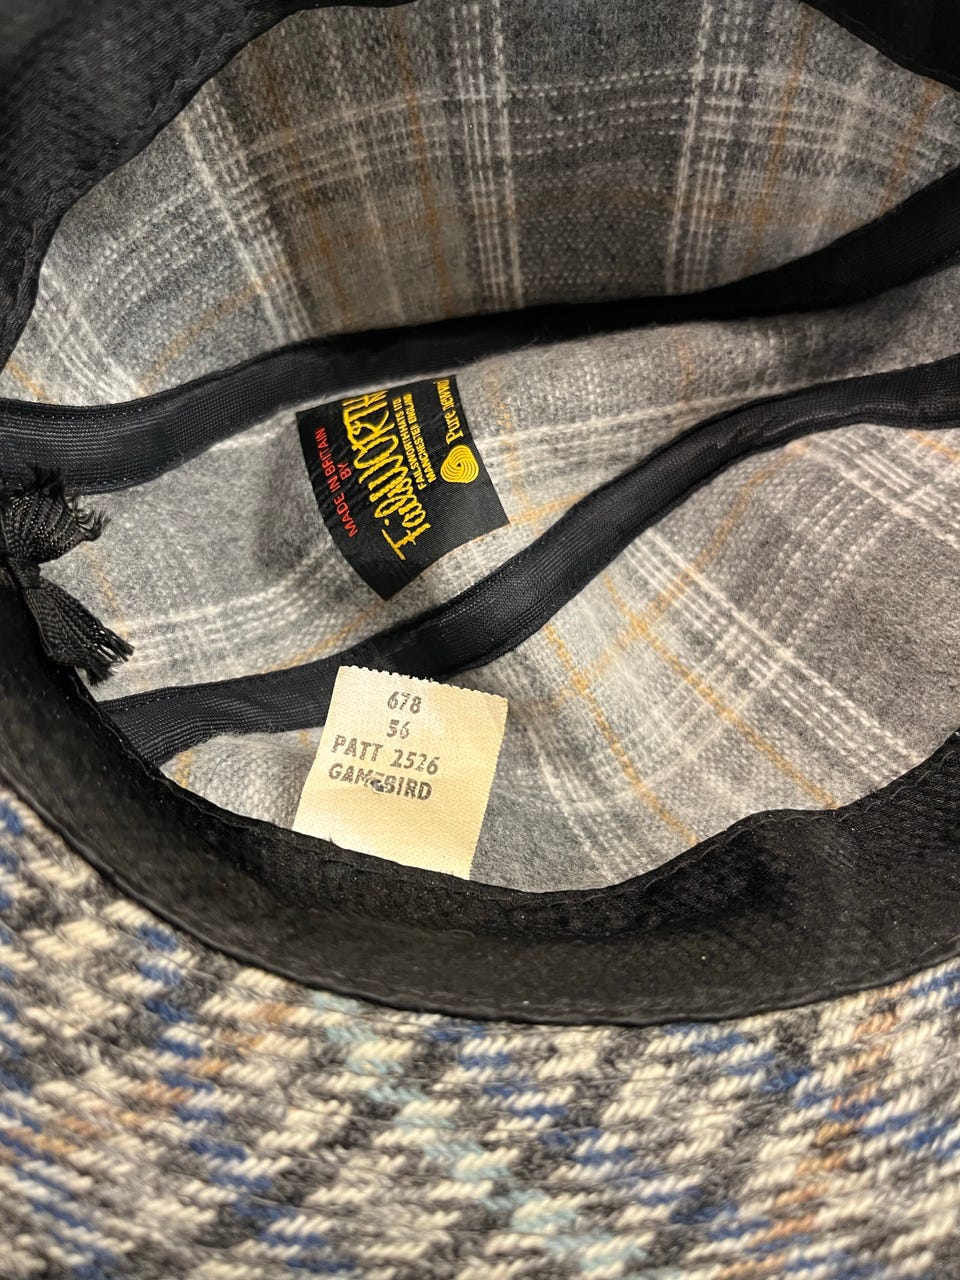 MADE IN BRITAIN
BY
Failsworth
FAILSWORTH HATS LTD.
MANCHESTER ENGLAND
Pure new wool
678
56
PATT 2526
GAMEBIRD